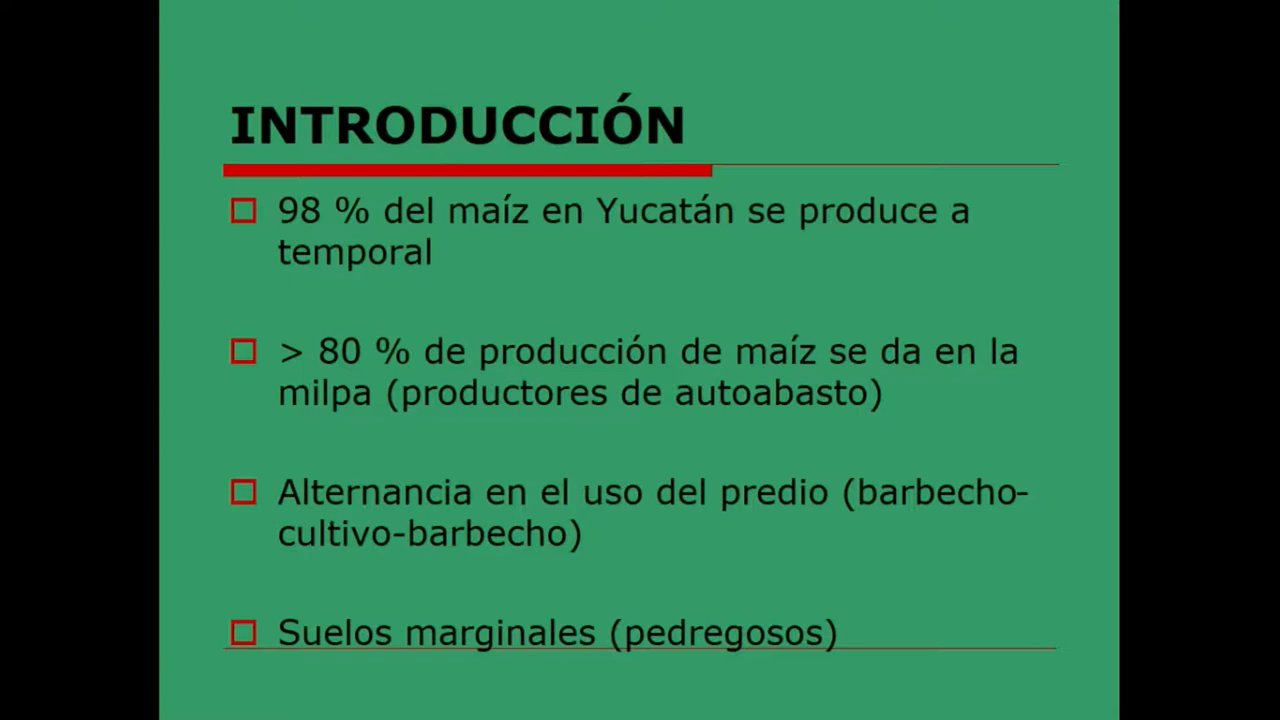 INTRODUCCIÓN
98 % del maíz en Yucatán se produce a
temporal
> 80 % de producción de maíz se da en la
milpa (productores de autoabasto)
Alternancia en el uso del predio (barbecho-
cultivo-barbecho)
Suelos marginales (pedregosos)